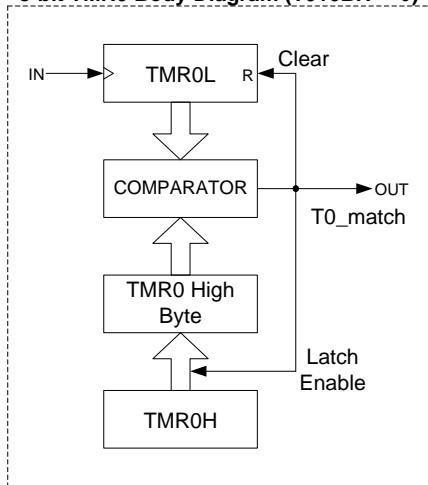 IN
TMR0L
R
Clear
COMPARATOR
OUT
T0_match
TMR0 High
Byte
Latch
Enable
TMR0H